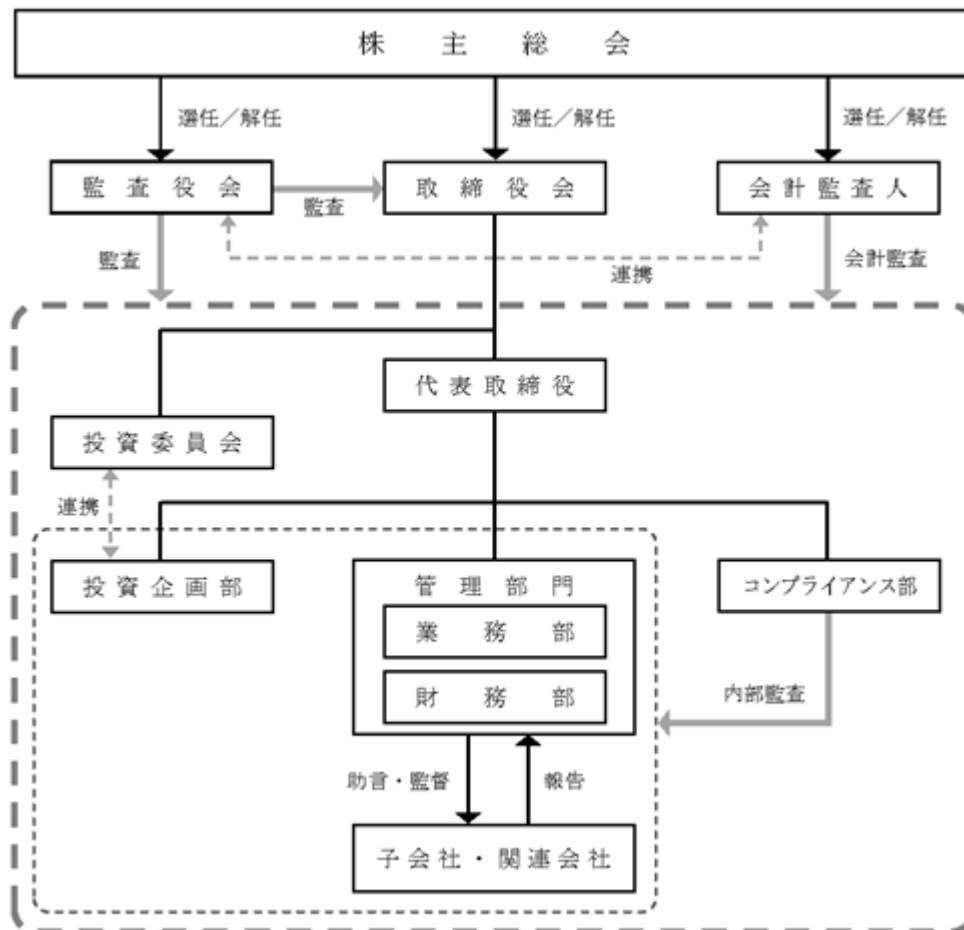 株主総会
選任／解任
選任／解任
選任／解任
監査役会
監査
取締役会
会計監査人
監査
連携
会計監査
代表取締役
投資委員会
連携
投資企画部
管理部門
コンプライアンス部
業務部
財務部
内部監査
助言・監督
報告
子会社・関連会社